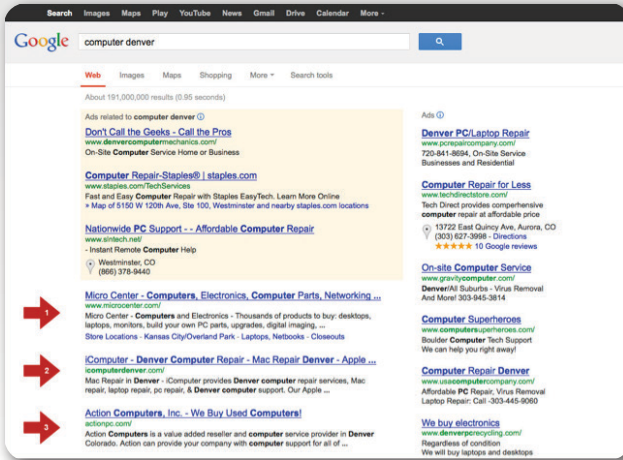 Search Images Maps Play YouTube News Gmail Drive Calendar More -
Google
computer denver
Web Images Maps Shopping More Search tools
About 191,000,000 results (0.95 seconds)
Ads related to computer denver
Don't Call the Geeks - Call the Pros
www.denvercomputermechanics.com/
On-Site Computer Service Home or Business
Computer Repair-Staples® | staples.com
www.staples.com/TechServices
Fast and Easy Computer Repair with Staples EasyTech. Learn More Online
+ Map of 5150 W 120th Ave, Ste 100, Westminster and nearby staples.com locations
Nationwide PC Support - - Affordable Computer Repair
www.sintech.net/
- Instant Remote Computer Help
Westminster, CO
(866) 378-9440
1
Micro Center - Computers, Electronics, Computer Parts, Networking ...
www.microcenter.com/
Micro Center - Computers and Electronics - Thousands of products to buy: desktops,
laptops, monitors, build your own PC parts, upgrades, digital imaging, ...
Store Locations - Kansas City/Overland Park - Laptops, Netbooks - Closeouts
2
iComputer - Denver Computer Repair - Mac Repair Denver - Apple ...
icomputerdenver.com/
Mac Repair in Denver - iComputer provides Denver computer repair services, Mac
repair, laptop repair, pc repair, & Denver computer support. Our Apple ...
3
Action Computers, Inc. - We Buy Used Computers!
actionpc.com/
Action Computers is a value added reseller and computer service provider in Denver
Colorado. Action can provide your company with computer support for all of ...
Ads
Denver PC/Laptop Repair
www.pcrepaircompany.com/
720-841-8694, On-Site Service
Businesses and Residential
Computer Repair for Less
www.techdirectstore.com/
Tech Direct provides comperhensive
computer repair at affordable price
13722 East Quincy Ave, Aurora, CO
(303) 627-3998 - Directions
★★★★★ 10 Google reviews
On-site Computer Service
www.gravitycomputer.com/
Denver/All Suburbs - Virus Removal
And More! 303-945-3814
Computer Superheroes
www.computersuperheroes.com/
Boulder Computer Tech Support
We can help you right away!
Computer Repair Denver
www.usacomputercompany.com/
Affordable PC Repair, Virus Removal
Laptop Repair: Call -303-445-9060
We buy electronics
www.denverpcrecycling.com/
Regardless of condition
We will buy laptops and desktops